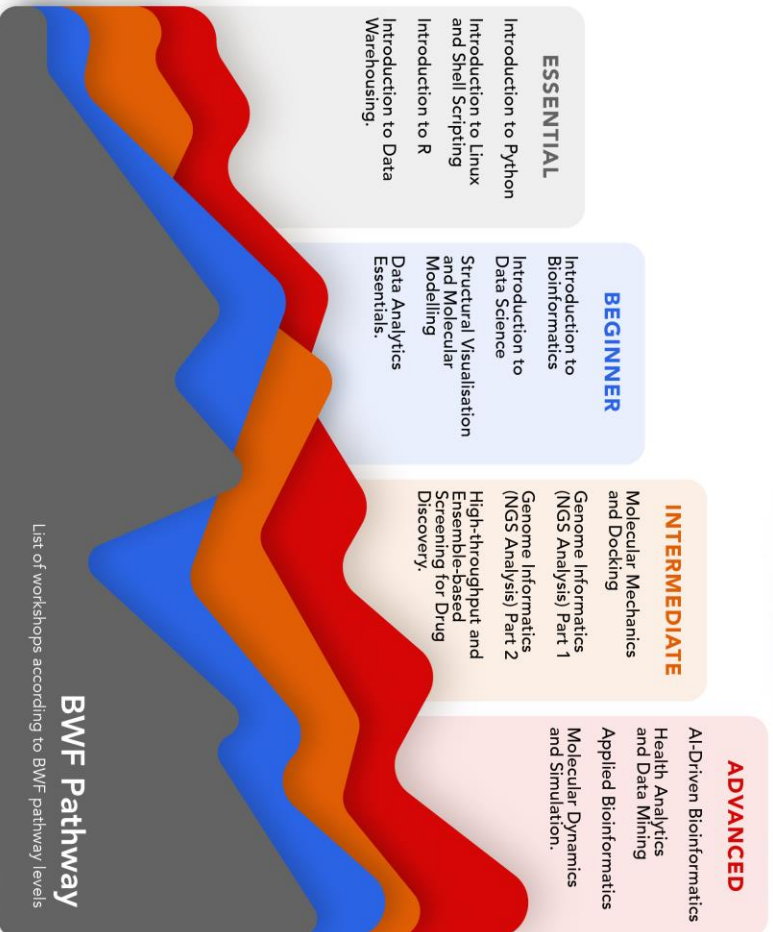 ESSENTIAL
Introduction to Python
Introduction to Linux
and Shell Scripting
Introduction to R
Introduction to Data
Warehousing.
BEGINNER
Introduction to
Bioinformatics
Introduction to
Data Science
Structural Visualisation
and Molecular
Modelling
Data Analytics
Essentials.
INTERMEDIATE
Molecular Mechanics
and Docking
Genome Informatics
(NGS Analysis) Part 1
Genome Informatics
(NGS Analysis) Part 2
High-throughput and
Ensemble-based
Screening for Drug
Discovery.
ADVANCED
AI-Driven Bioinformatics
Health Analytics
and Data Mining
Applied Bioinformatics
Molecular Dynamics
and Simulation.
BWF Pathway
List of workshops according to BWF pathway levels